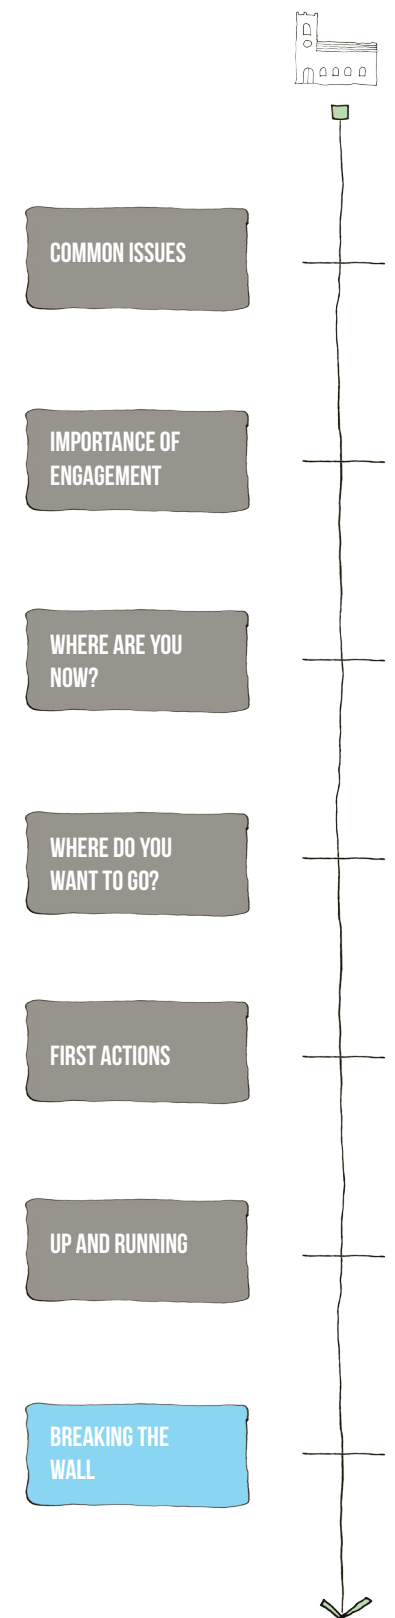 COMMON ISSUES
IMPORTANCE OF
ENGAGEMENT
WHERE ARE YOU
NOW?
WHERE DO YOU
WANT TO GO?
FIRST ACTIONS
UP AND RUNNING
BREAKING THE
WALL